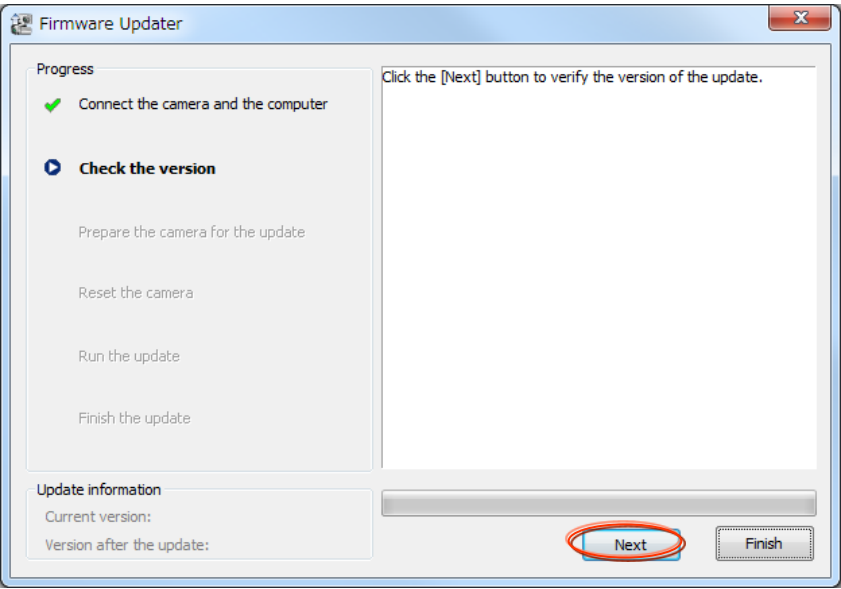 Firmware Updater
Progress
Connect the camera and the computer
Check the version
Prepare the camera for the update
Reset the camera
Run the update
Finish the update
Click the [Next] button to verify the version of the update.
Update information
Current version:
Version after the update:
Next
Finish